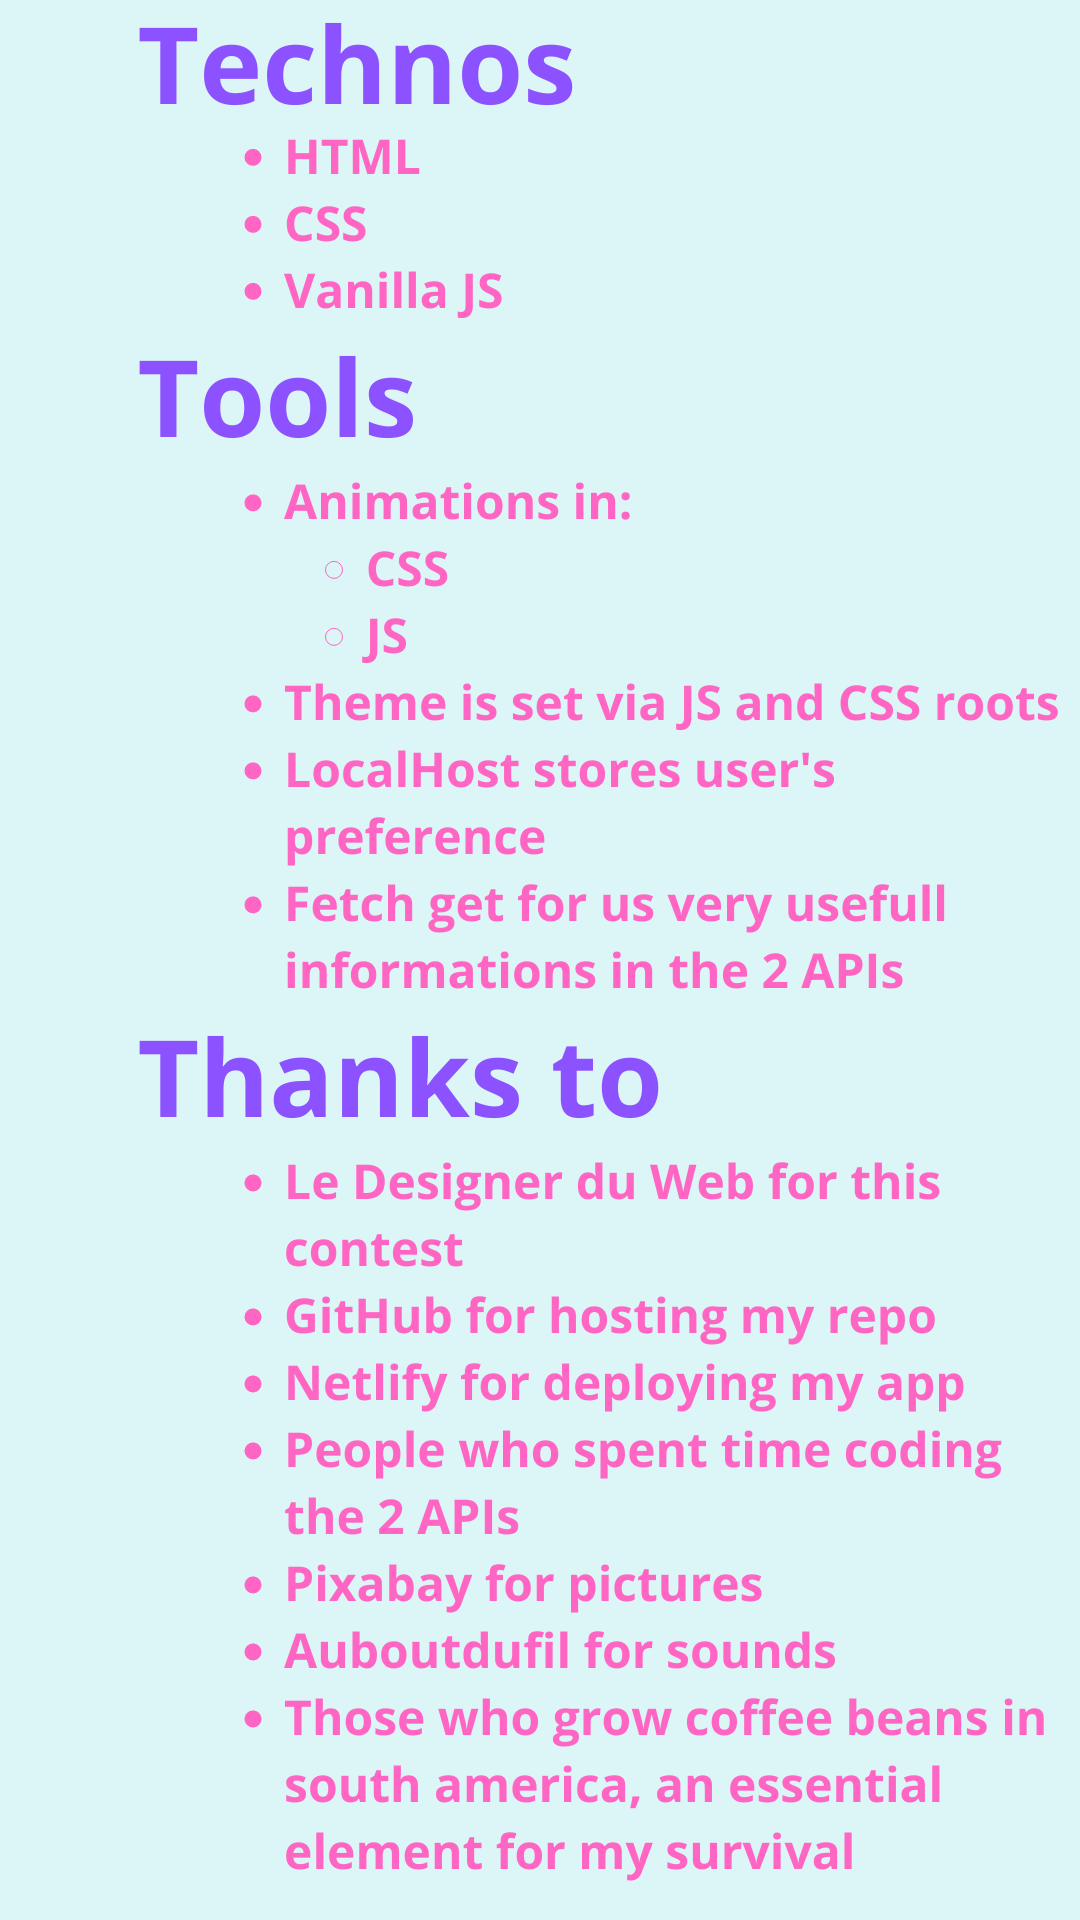 Technos
HTML
CSS
Vanilla JS
Tools
Animations in:
CSS
JS
Theme is set via JS and CSS roots
LocalHost stores user's
preference
Fetch get for us very usefull
informations in the 2 APIs
Thanks to
Le Designer du Web for this
contest
GitHub for hosting my repo
Netlify for deploying my app
People who spent time coding
the 2 APIs
Pixabay for pictures
Auboutdufil for sounds
Those who grow coffee beans in
south america, an essential
element for my survival